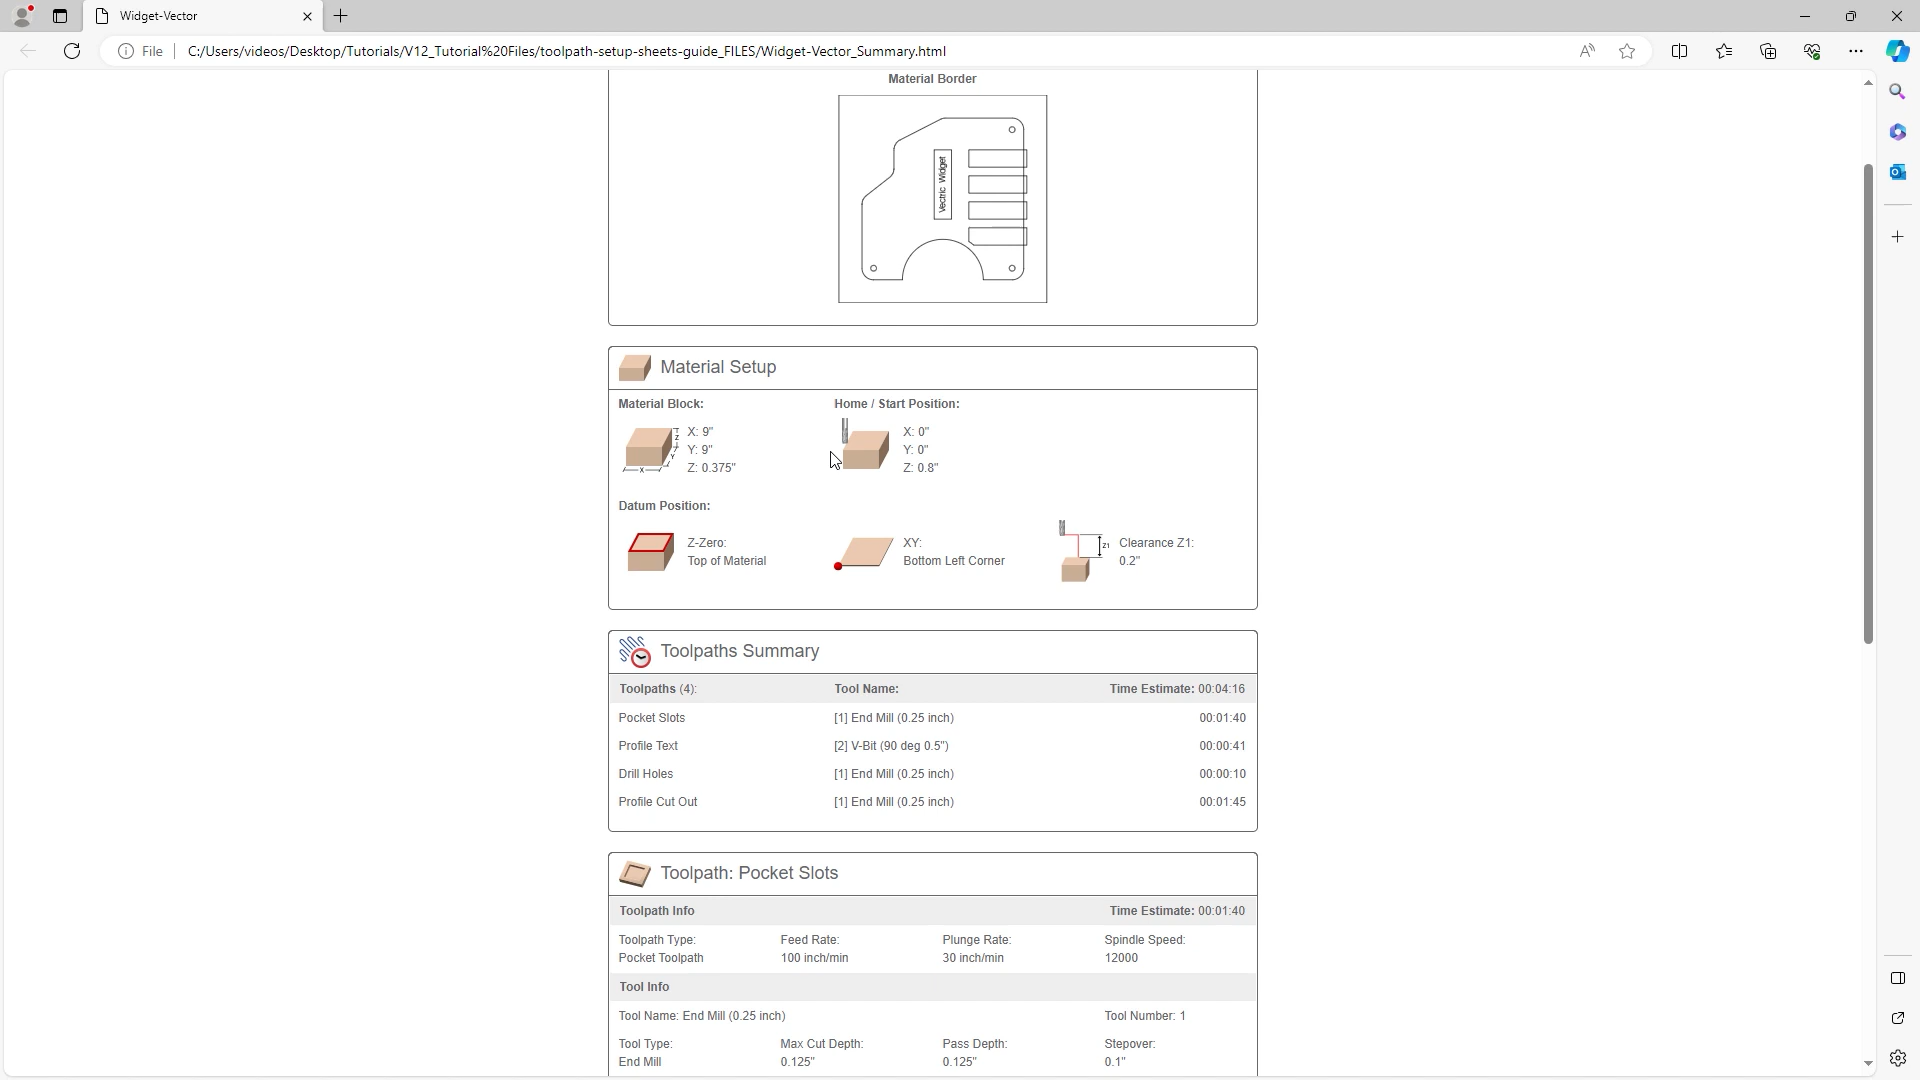 Widget-Vector
File
C:/Users/videos/Desktop/Tutorials/V12_Tutorial%20Files/toolpath-setup-sheets-guide_FILES/Widget-Vector_Summary.html
Material Border
Vectric Widget
Material Setup
Material Block:
Home / Start Position:
X: 9"
Y: 9"
Z: 0.375"
X
Y
Z
X: 0"
Y: 0"
Z: 0.8"
Datum Position:
Z-Zero:
Top of Material
XY:
Bottom Left Corner
Z1
Clearance Z1:
0.2"
Toolpaths Summary
Toolpaths (4): Tool Name: Time Estimate: 00:04:16
Pocket Slots [1] End Mill (0.25 inch) 00:01:40
Profile Text [2] V-Bit (90 deg 0.5") 00:00:41
Drill Holes [1] End Mill (0.25 inch) 00:00:10
Profile Cut Out [1] End Mill (0.25 inch) 00:01:45
Toolpath: Pocket Slots
Toolpath Info Time Estimate: 00:01:40
Toolpath Type: Feed Rate: Plunge Rate: Spindle Speed:
Pocket Toolpath 100 inch/min 30 inch/min 12000
Tool Info
Tool Name: End Mill (0.25 inch) Tool Number: 1
Tool Type: Max Cut Depth: Pass Depth: Stepover:
End Mill 0.125" 0.125" 0.1"